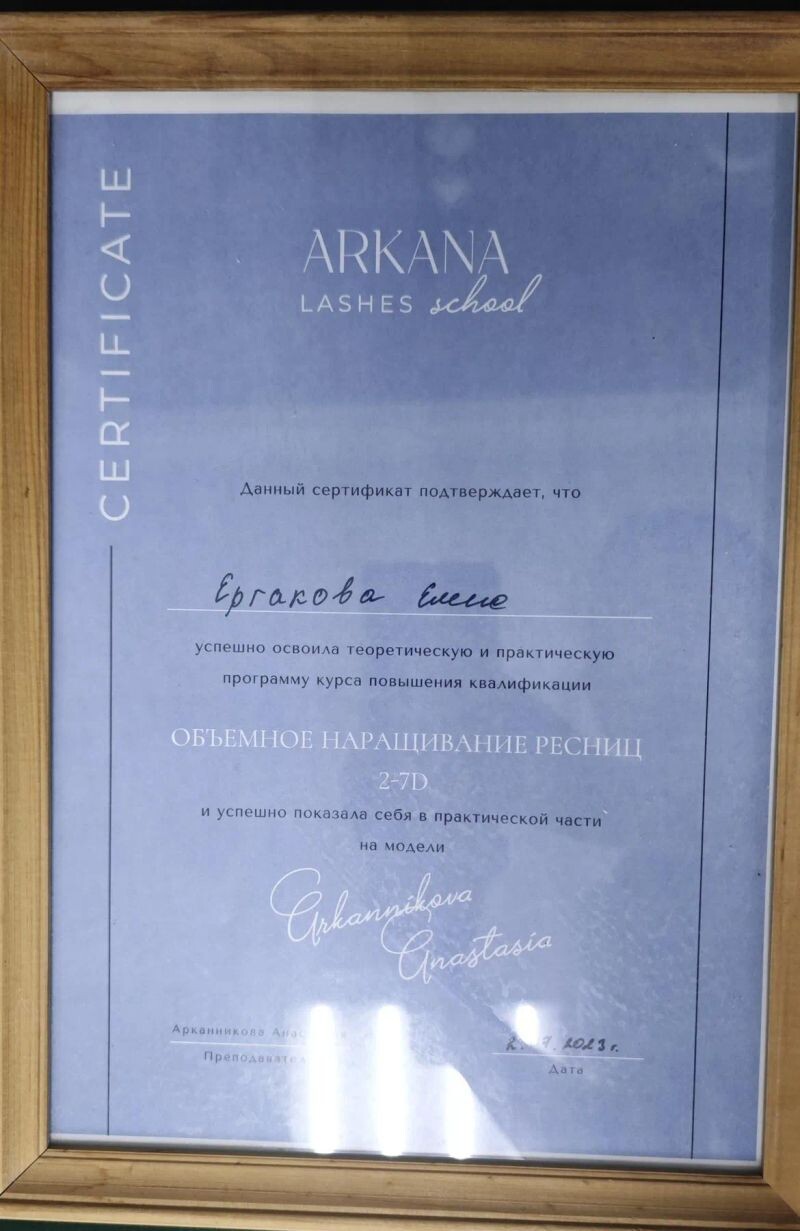 CERTIFICATE
ARKANA
LASHES school
Данный сертификат подтверждает, что
Ергакова Елена
успешно освоила теоретическую и практическую
программу курса повышения квалификации
ОБЪЕМНОЕ НАРАЩИВАНИЕ РЕСНИЦ
2-7D
и успешно показала себя в практической части
на модели
Arkannikova
Anastasia
Арканникова
2023 г.
Дата